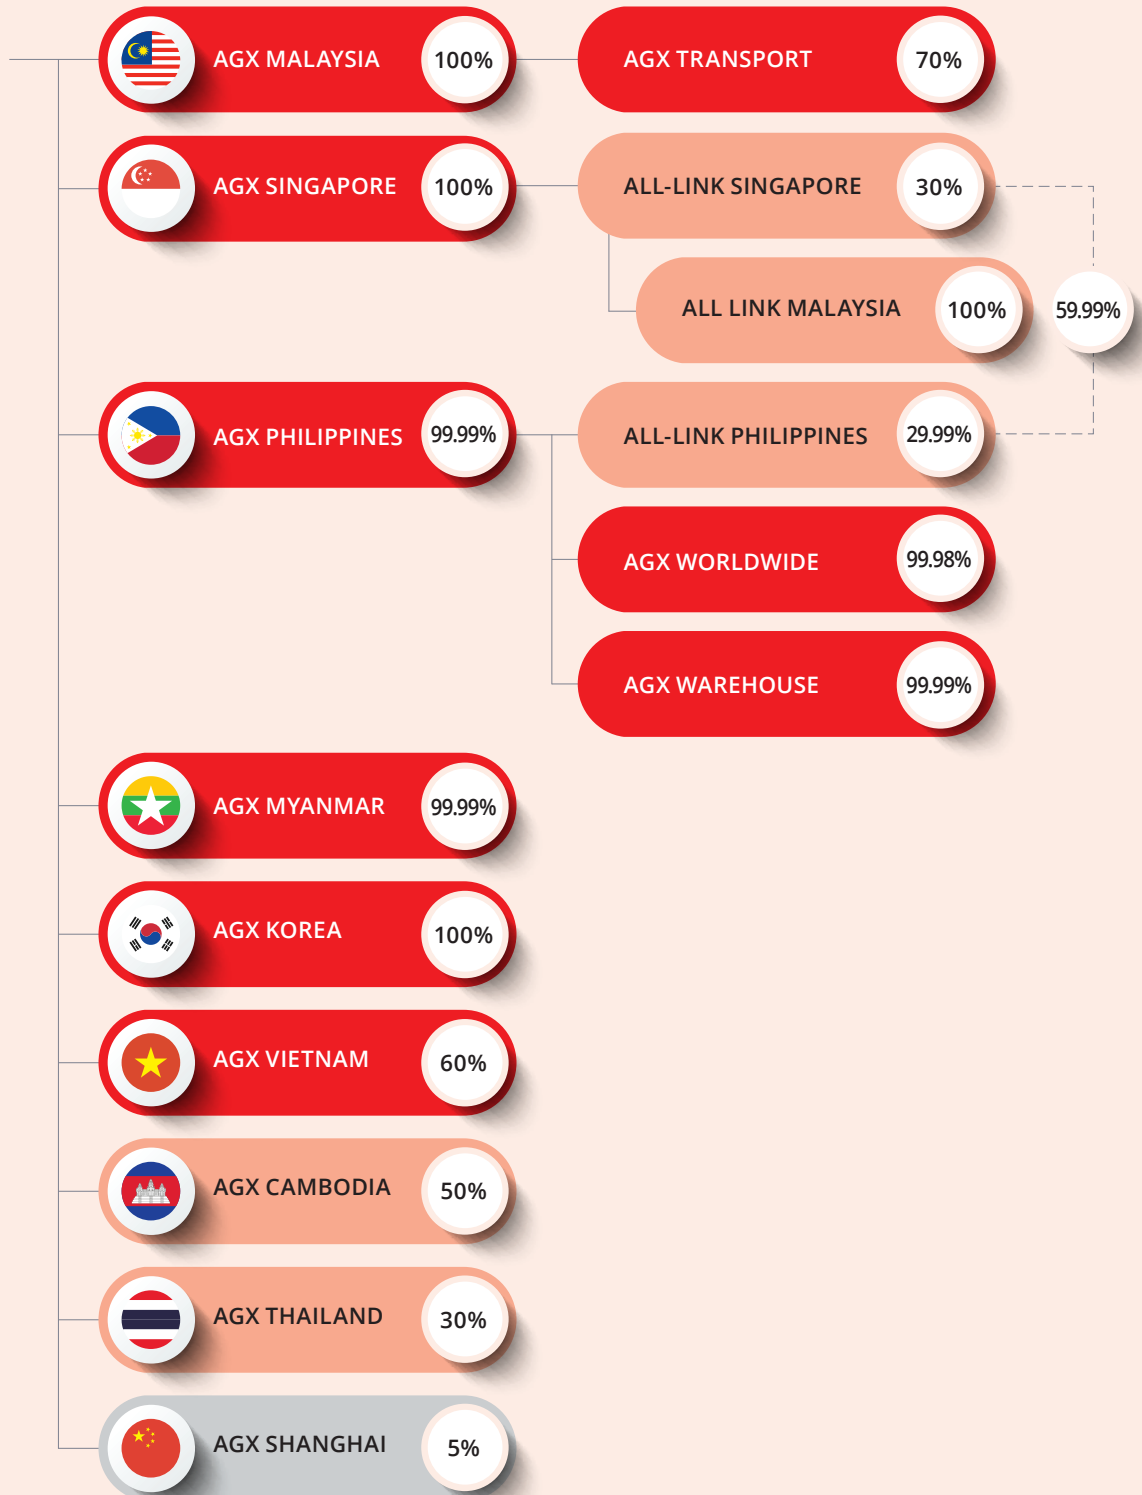 AGX MALAYSIA 100% AGX TRANSPORT 70%
AGX SINGAPORE 100% ALL-LINK SINGAPORE 30%
ALL LINK MALAYSIA 100% 59.99%
AGX PHILIPPINES 99.99% ALL-LINK PHILIPPINES 29.99%
AGX WORLDWIDE 99.98%
AGX WAREHOUSE 99.99%
AGX MYANMAR 99.99%
AGX KOREA 100%
AGX VIETNAM 60%
AGX CAMBODIA 50%
AGX THAILAND 30%
AGX SHANGHAI 5%